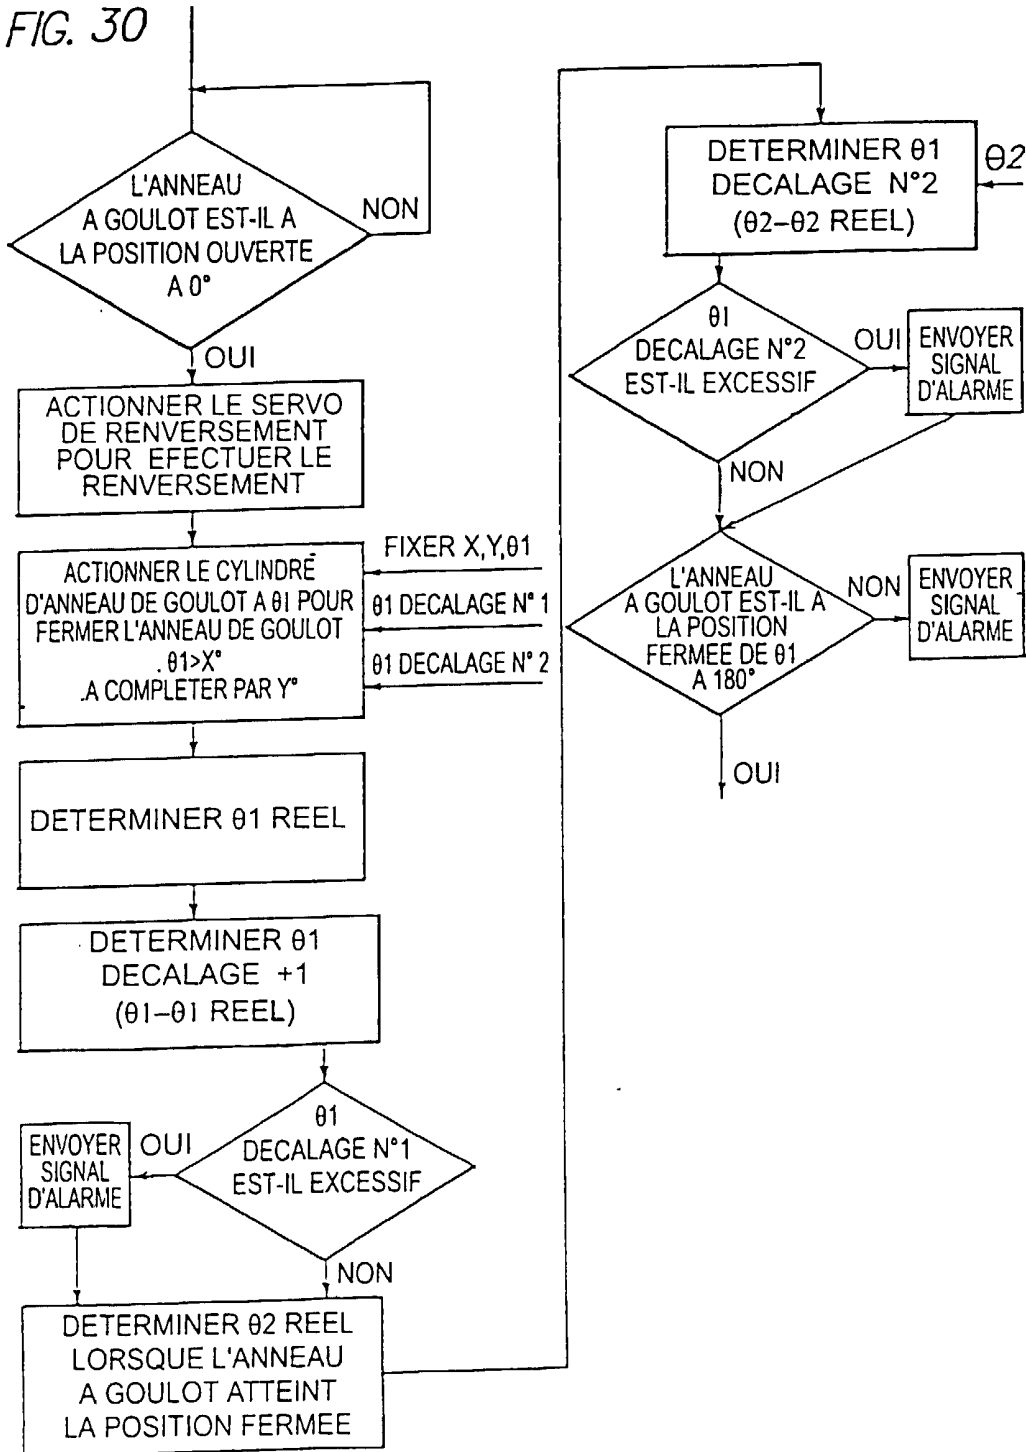 FIG. 30
L'ANNEAU
A GOULOT EST-IL A
LA POSITION OUVERTE
A 0°
NON
OUI
ACTIONNER LE SERVO
DE RENVERSEMENT
POUR EFECTUER LE
RENVERSEMENT
ACTIONNER LE CYLINDRE
D'ANNEAU DE GOULOT A θ1 POUR
FERMER L'ANNEAU DE GOULOT
.θ1>X°
.A COMPLETER PAR Y°
FIXER X,Y,θ1
θ1 DECALAGE N° 1
θ1 DECALAGE N° 2
DETERMINER θ1 REEL
DETERMINER θ1
DECALAGE +1
(θ1–θ1 REEL)
θ1
DECALAGE N°1
EST-IL EXCESSIF
OUI
ENVOYER
SIGNAL
D'ALARME
NON
DETERMINER θ2 REEL
LORSQUE L'ANNEAU
A GOULOT ATTEINT
LA POSITION FERMEE
DETERMINER θ1
DECALAGE N°2
(θ2–θ2 REEL)
θ2
θ1
DECALAGE N°2
EST-IL EXCESSIF
OUI
ENVOYER
SIGNAL
D'ALARME
NON
L'ANNEAU
A GOULOT EST-IL A
LA POSITION
FERMEE DE θ1
A 180°
NON
ENVOYER
SIGNAL
D'ALARME
OUI